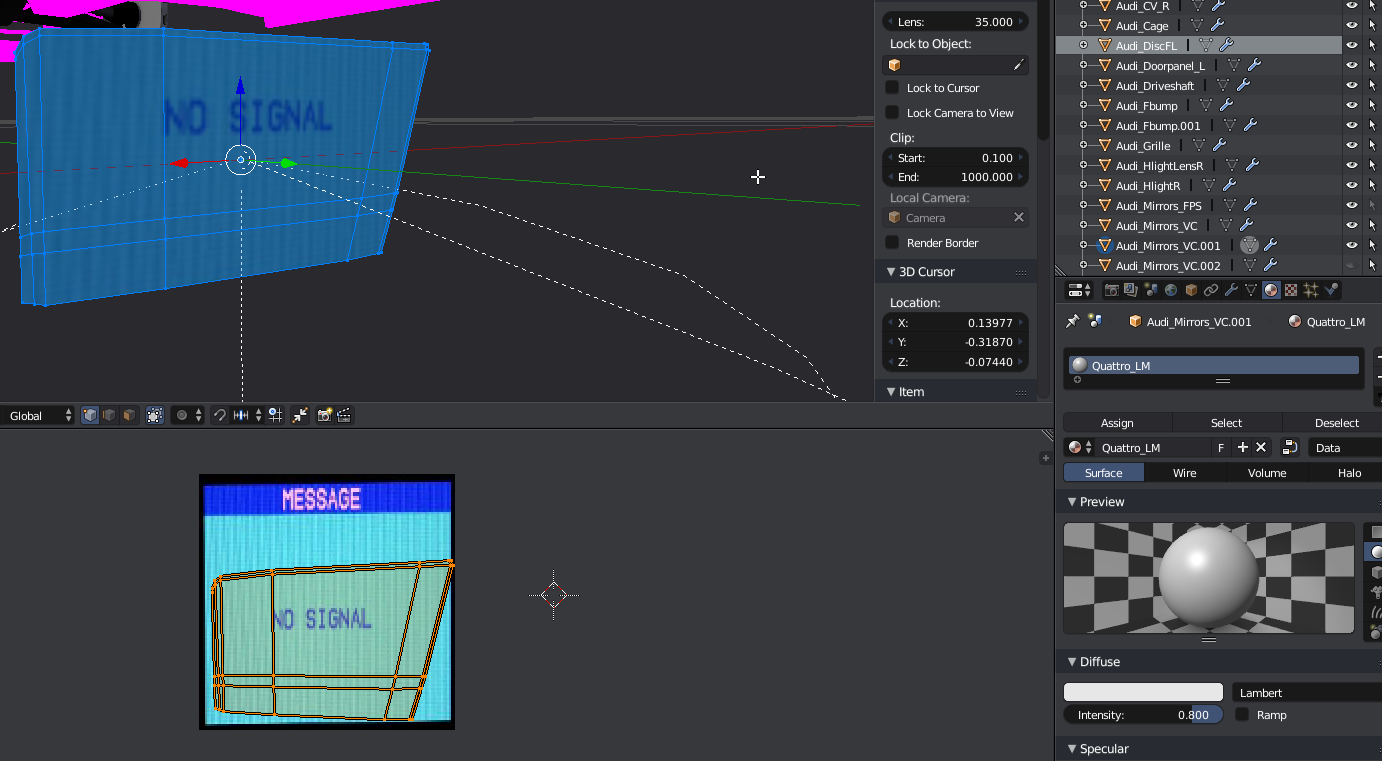 NO SIGNAL
Lens: 35.000
Lock to Object:
Lock to Cursor
Lock Camera to View
Clip:
Start: 0.100
End: 1000.000
Local Camera:
Camera
Render Border
3D Cursor
Location:
X: 0.13977
Y: -0.31870
Z: -0.07440
Item
Audi_CV_R
Audi_Cage
Audi_DiscFL
Audi_Doorpanel_L
Audi_Driveshaft
Audi_Fbump
Audi_Fbump.001
Audi_Grille
Audi_HlightLensR
Audi_HlightR
Audi_Mirrors_FPS
Audi_Mirrors_VC
Audi_Mirrors_VC.001
Audi_Mirrors_VC.002
Audi_Mirrors_VC.001
Quattro_LM
Quattro_LM
Assign
Select
Deselect
Quattro_LM
F
Data
Surface
Wire
Volume
Halo
Preview
Diffuse
Lambert
Intensity: 0.800
Ramp
Specular
Global
MESSAGE
NO SIGNAL